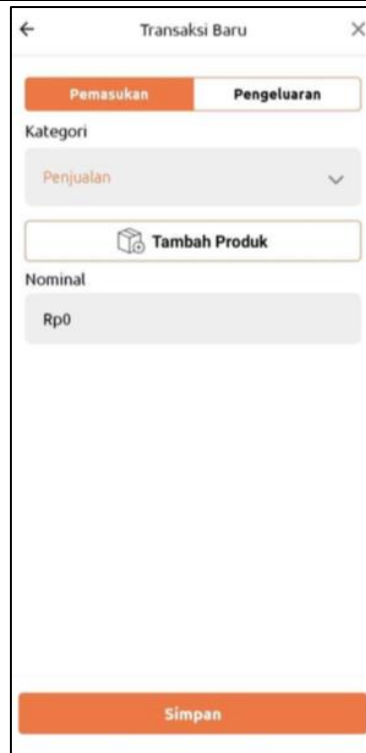 Transaksi Baru
Pemasukan Pengeluaran
Kategori
Penjualan
Tambah Produk
Nominal
Rp0
Simpan